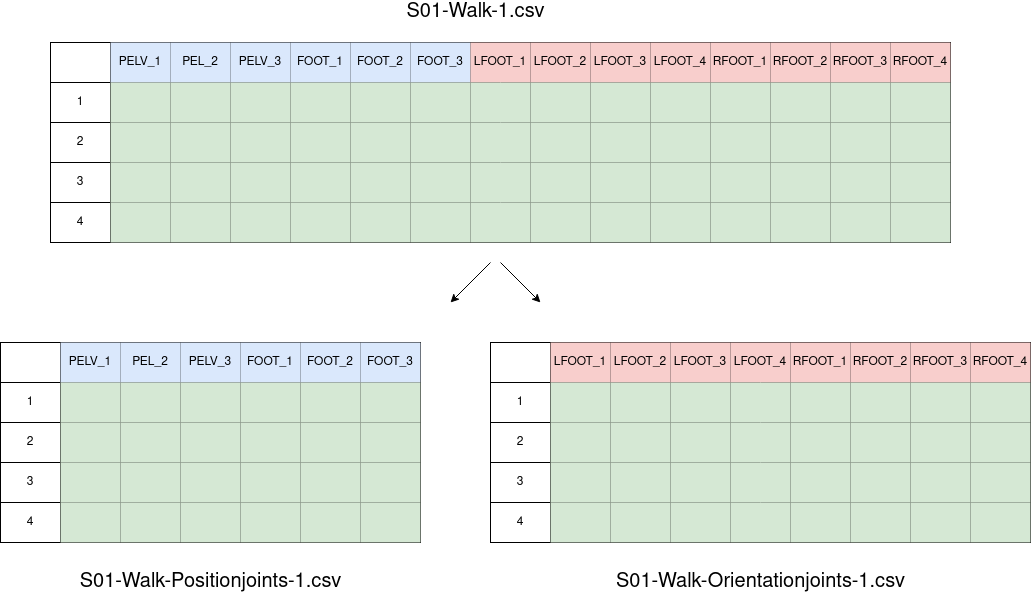 S01-Walk-1.csv
PELV_1 PEL_2 PELV_3 FOOT_1 FOOT_2 FOOT_3 LFOOT_1 LFOOT_2 LFOOT_3 LFOOT_4 RFOOT_1 RFOOT_2 RFOOT_3 RFOOT_4
1
2
3
4
PELV_1 PEL_2 PELV_3 FOOT_1 FOOT_2 FOOT_3
1
2
3
4
S01-Walk-Positionjoints-1.csv
LFOOT_1 LFOOT_2 LFOOT_3 LFOOT_4 RFOOT_1 RFOOT_2 RFOOT_3 RFOOT_4
1
2
3
4
S01-Walk-Orientationjoints-1.csv